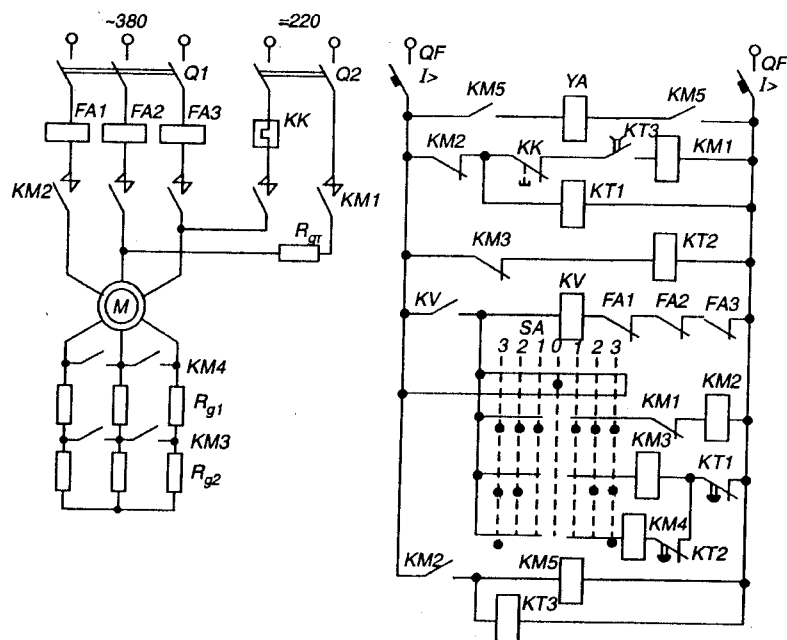 ~380
=220
Q1
Q2
FA1 FA2 FA3
KK
KM2
KM1
Rgт
M
KM4
Rg1
KM3
Rg2
QF
I>
QF
I>
KM5 YA KM5
KM2 KK KT3 KM1
KT1
KM3 KT2
KV KV FA1 FA2 FA3
SA
3 2 1 0 1 2 3
KM1 KM2
KM3 KT1
KM4
KT2
KM2 KM5
KT3